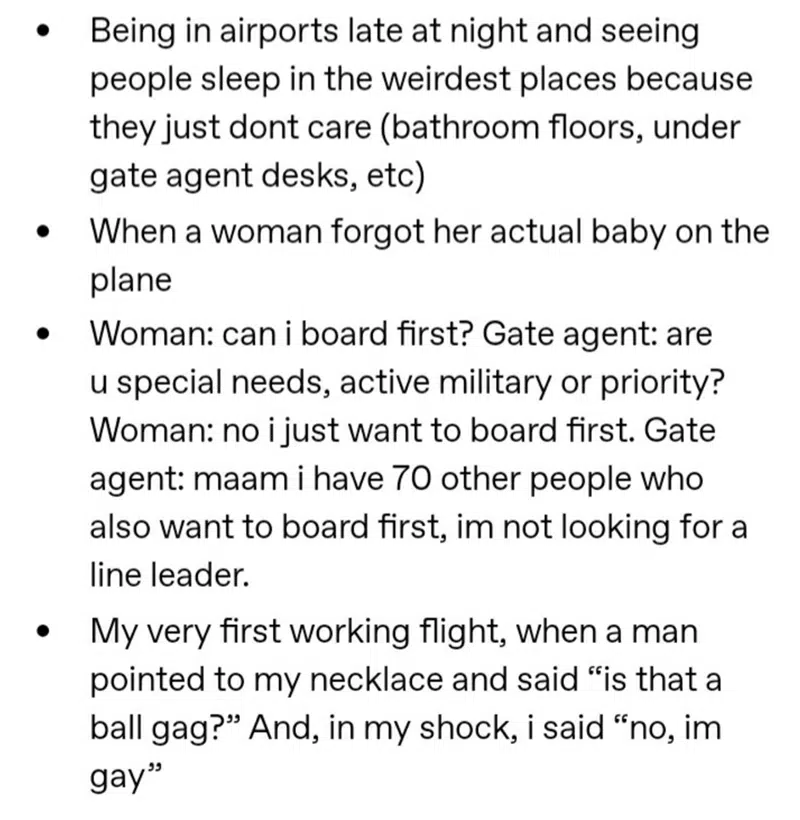 • Being in airports late at night and seeing
people sleep in the weirdest places because
they just dont care (bathroom floors, under
gate agent desks, etc)
• When a woman forgot her actual baby on the
plane
• Woman: can i board first? Gate agent: are
u special needs, active military or priority?
Woman: no i just want to board first. Gate
agent: maam i have 70 other people who
also want to board first, im not looking for a
line leader.
• My very first working flight, when a man
pointed to my necklace and said “is that a
ball gag?” And, in my shock, i said “no, im
gay”